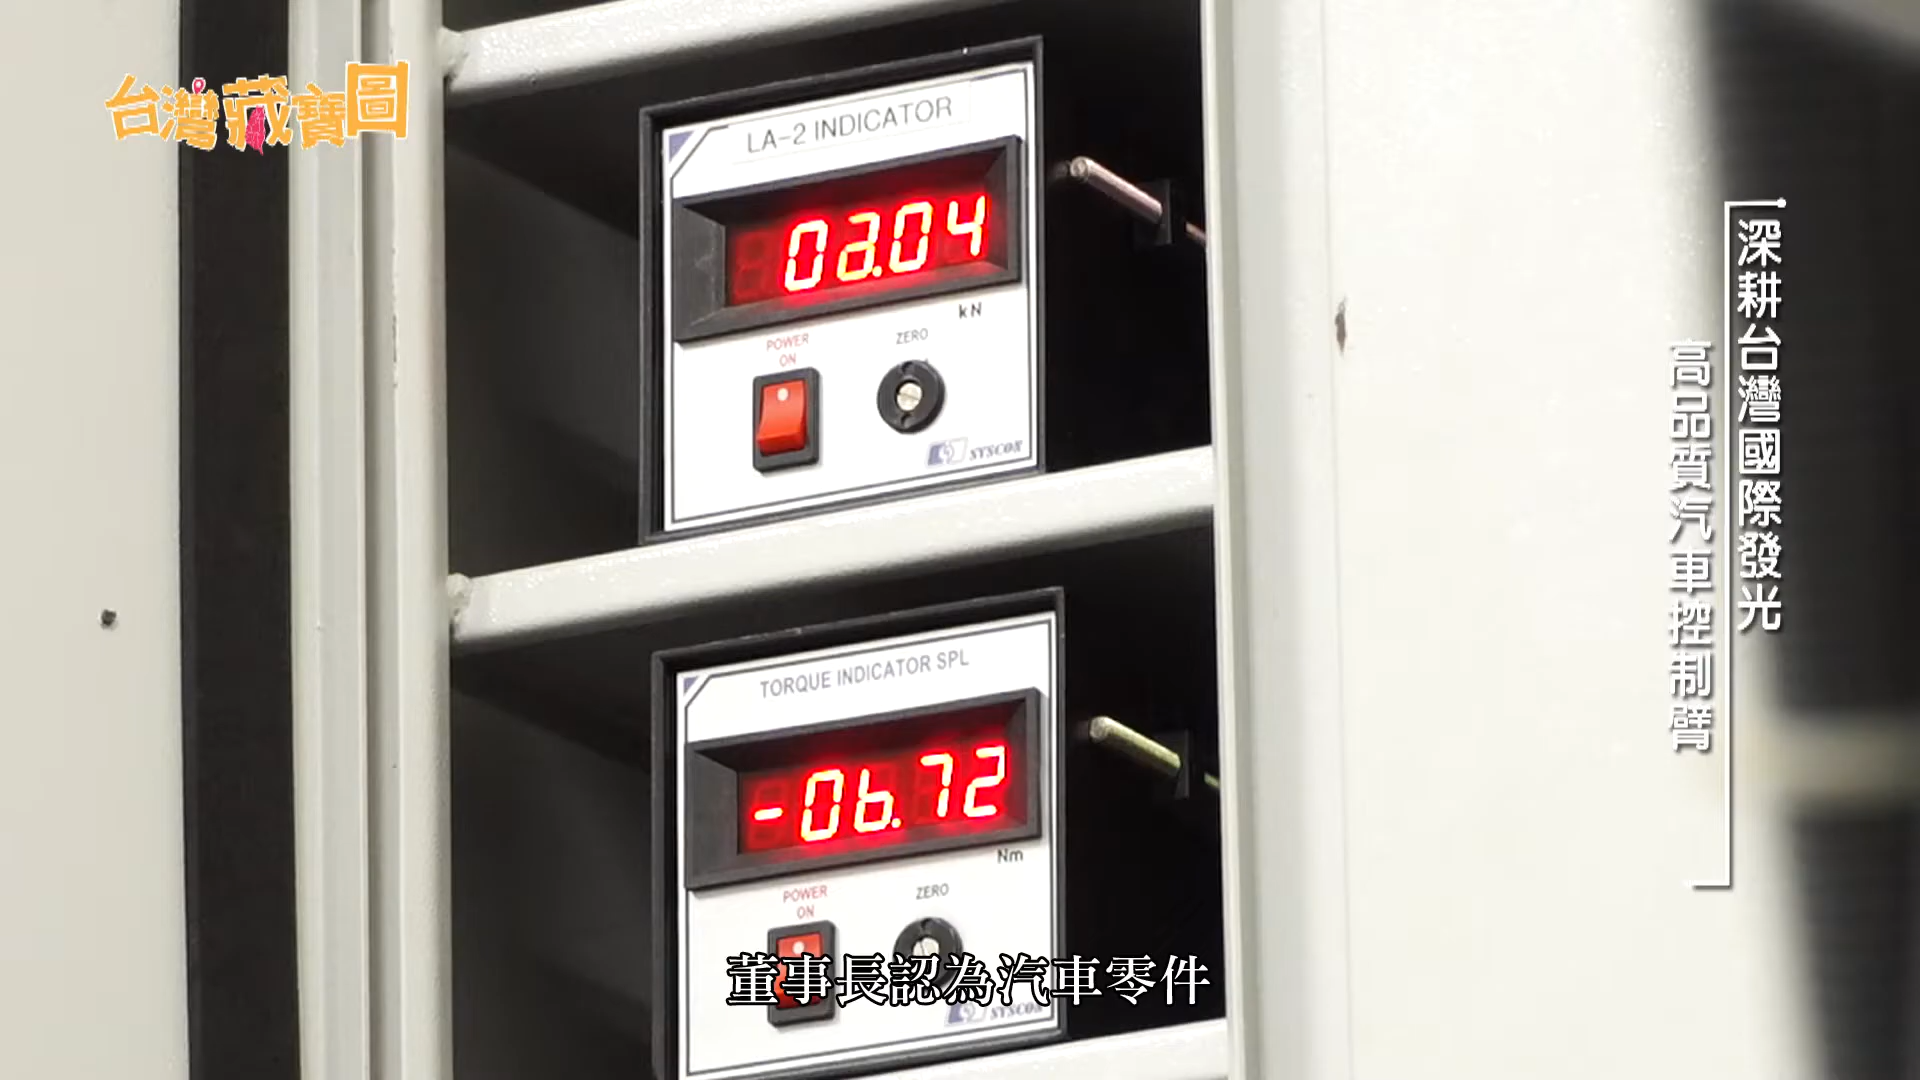 台灣藏寶圖
LA-2 INDICATOR
kN
POWER
ON
ZERO
SYSCON
深耕台灣國際發光
高品質汽車控制臂
TORQUE INDICATOR SPL
-06.72
Nm
POWER
ON
ZERO
董事長認為汽車零件
SYSCON